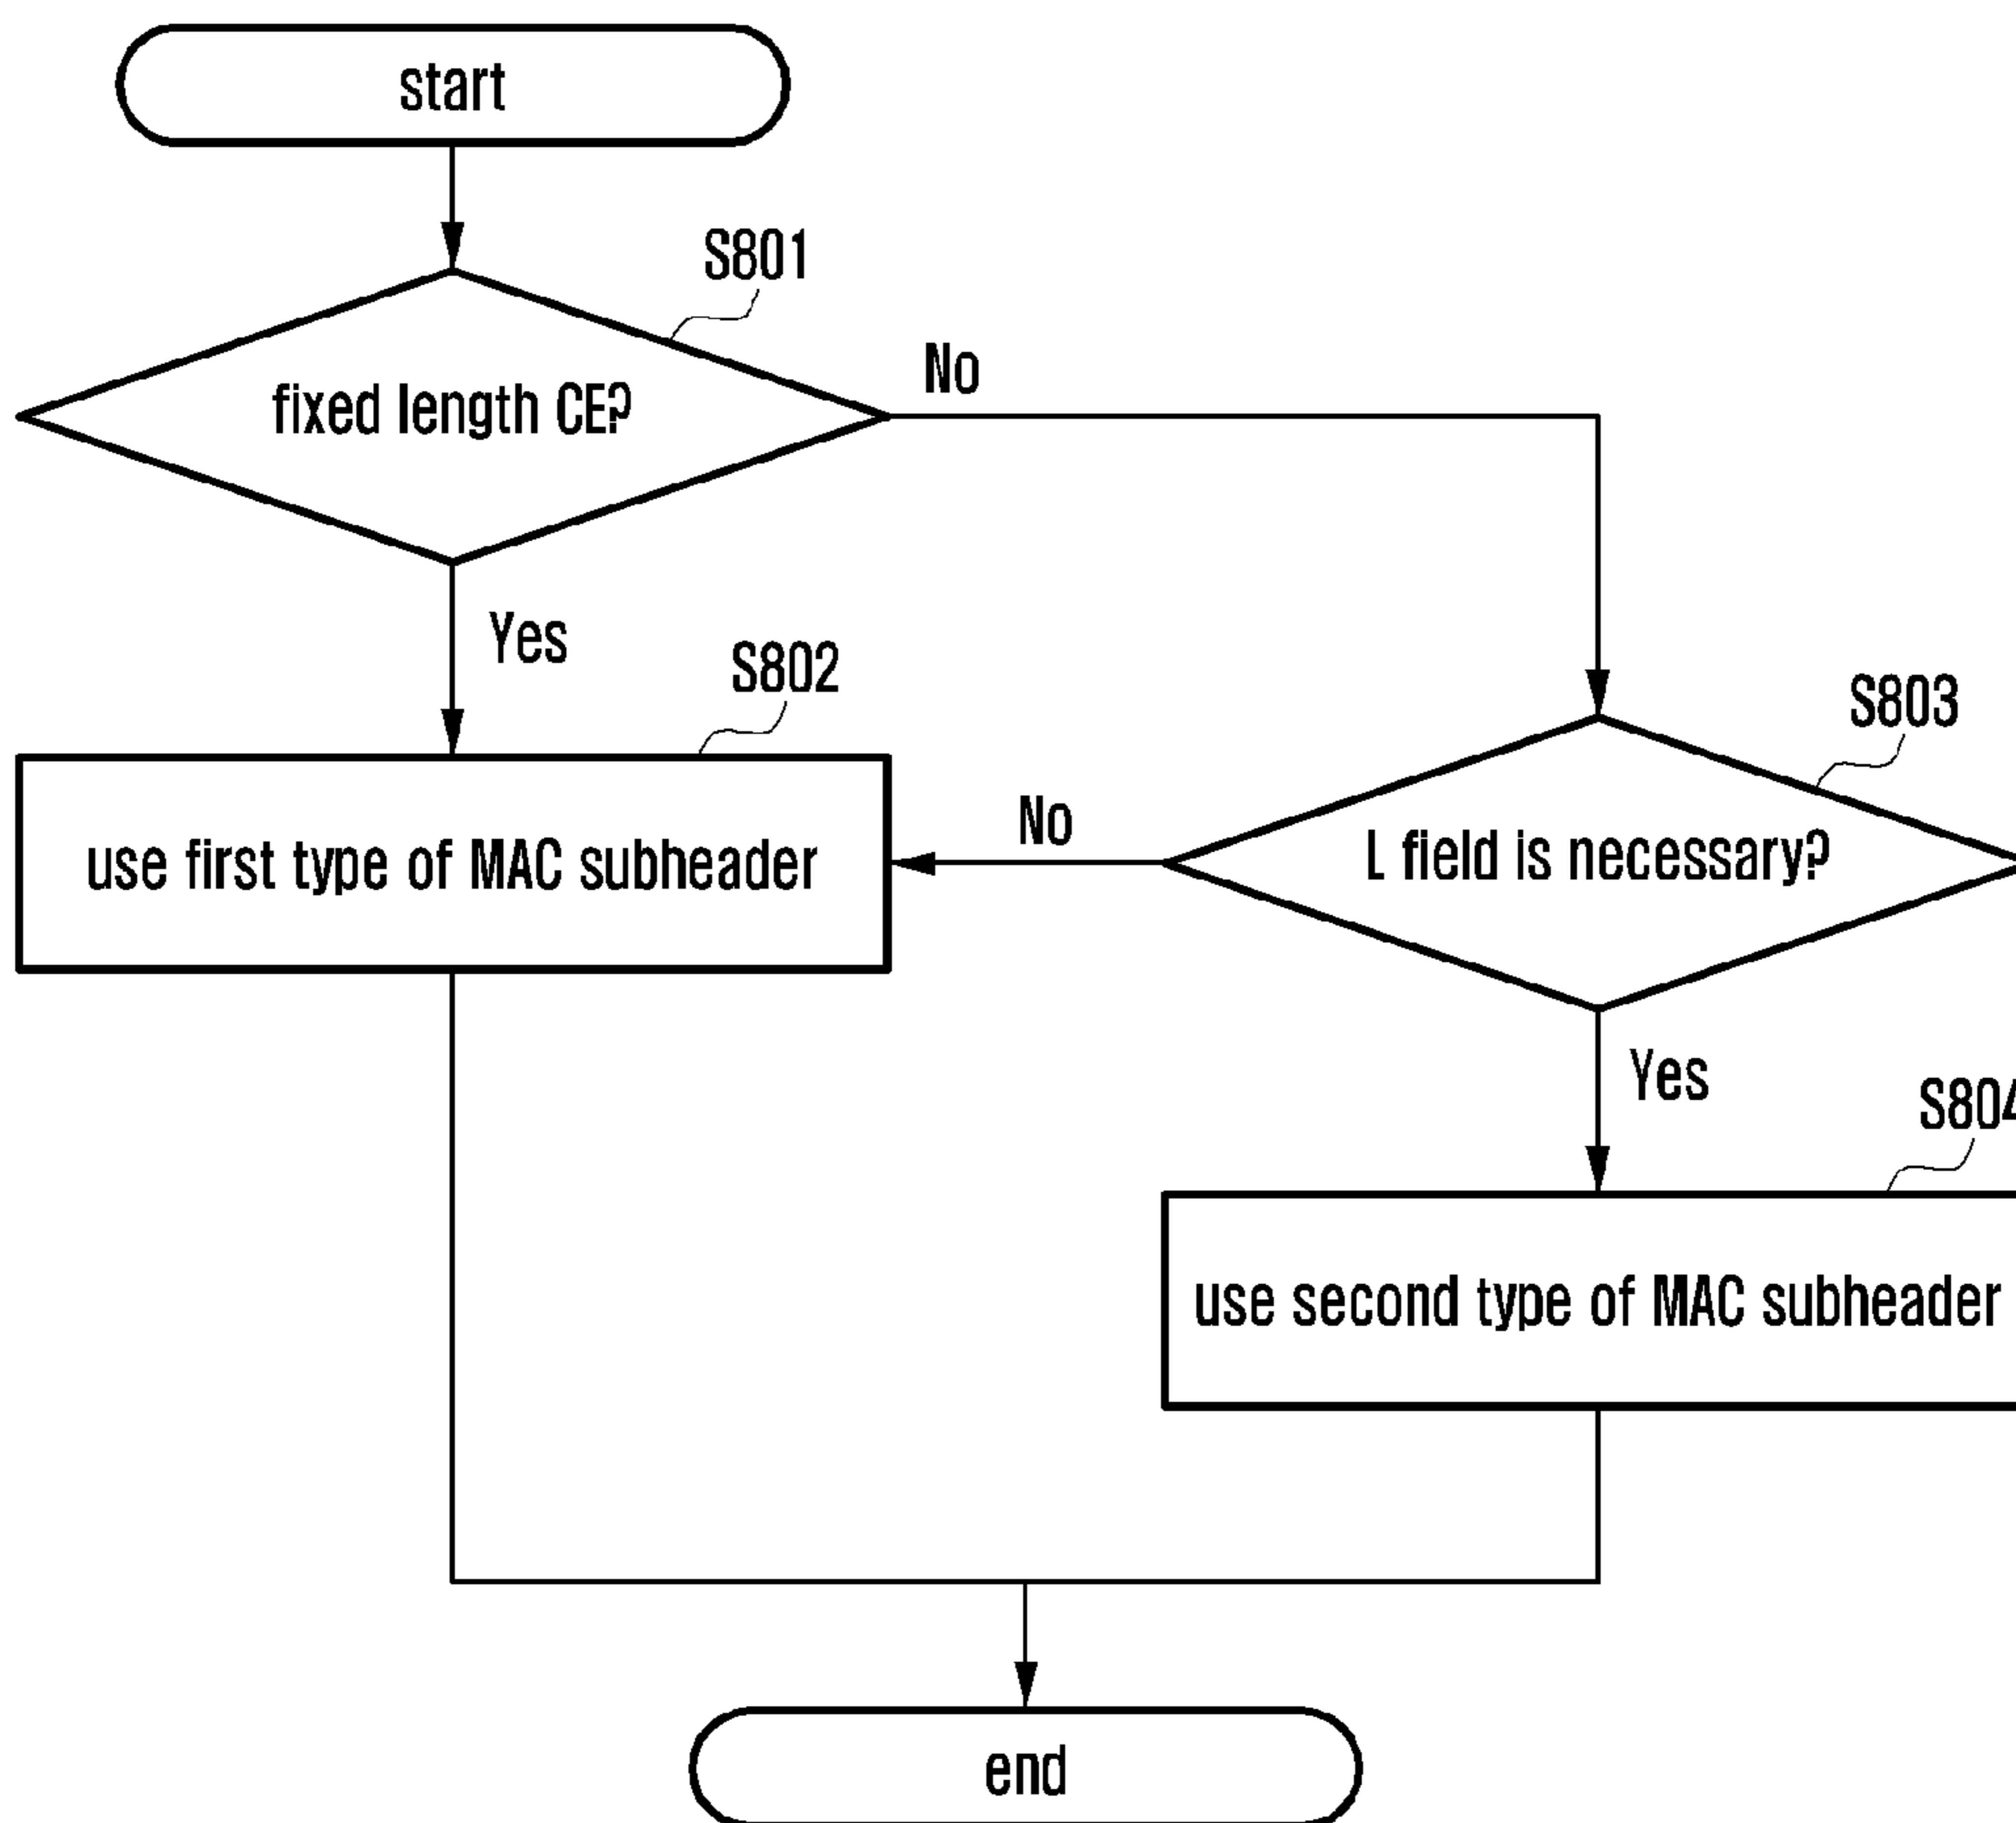 start
S801
fixed length CE?
No
Yes
S802
use first type of MAC subheader
No
S803
L field is necessary?
Yes
S804
use second type of MAC subheader
end